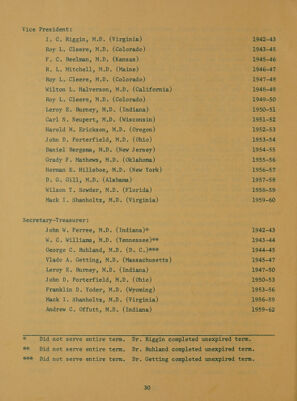 Vice President:
I. C. Riggin, M.D. (Virginia) 1942-43
Roy L. Cleere, M.D. (Colorado) 1943-45
F. C. Beelman, M.D. (Kansas) 1945-46
R. L. Mitchell, M.D. (Maine) 1946-47
Roy L. Cleere, M.D. (Colorado) 1947-48
Wilton L. Halverson, M.D. (California) 1948-49
Roy L. Cleere, M.D. (Colorado) 1949-50
Leroy E. Burney, M.D. (Indiana) 1950-51
Carl N. Neupert, M.D. (Wisconsin) 1951-52
Harold M. Erickson, M.D. (Oregon) 1952-53
John D. Porterfield, M.D. (Ohio) 1953-54
Daniel Bergsma, M.D. (New Jersey) 1954-55
Grady F. Mathews, M.D. (Oklahoma) 1955-56
Herman E. Hilleboe, M.D. (New York) 1956-57
D. G. Gill, M.D. (Alabama) 1957-58
Wilson T. Sowder, M.D. (Florida) 1958-59
Mack I. Shanholtz, M.D. (Virginia) 1959-60
Secretary-Treasurer:
John W. Ferree, M.D. (Indiana)* 1942-43
W. C. Williams, M.D. (Tennessee)** 1943-44
George C. Ruhland, M.D. (D. C.)*** 1944-45
Vlado A. Getting, M.D. (Massachusetts) 1945-47
Leroy E. Burney, M.D. (Indiana) 1947-50
John D. Porterfield, M.D. (Ohio) 1950-53
Franklin D. Yoder, M.D. (Wyoming) 1953-56
Mack I. Shanholtz, M.D. (Virginia) 1956-59
Andrew C. Offutt, M.D. (Indiana) 1959-62
* Did not serve entire term. Dr. Riggin completed unexpired term.
** Did not serve entire term. Dr. Ruhland completed unexpired term.
*** Did not serve entire term. Dr. Getting completed unexpired term.
30